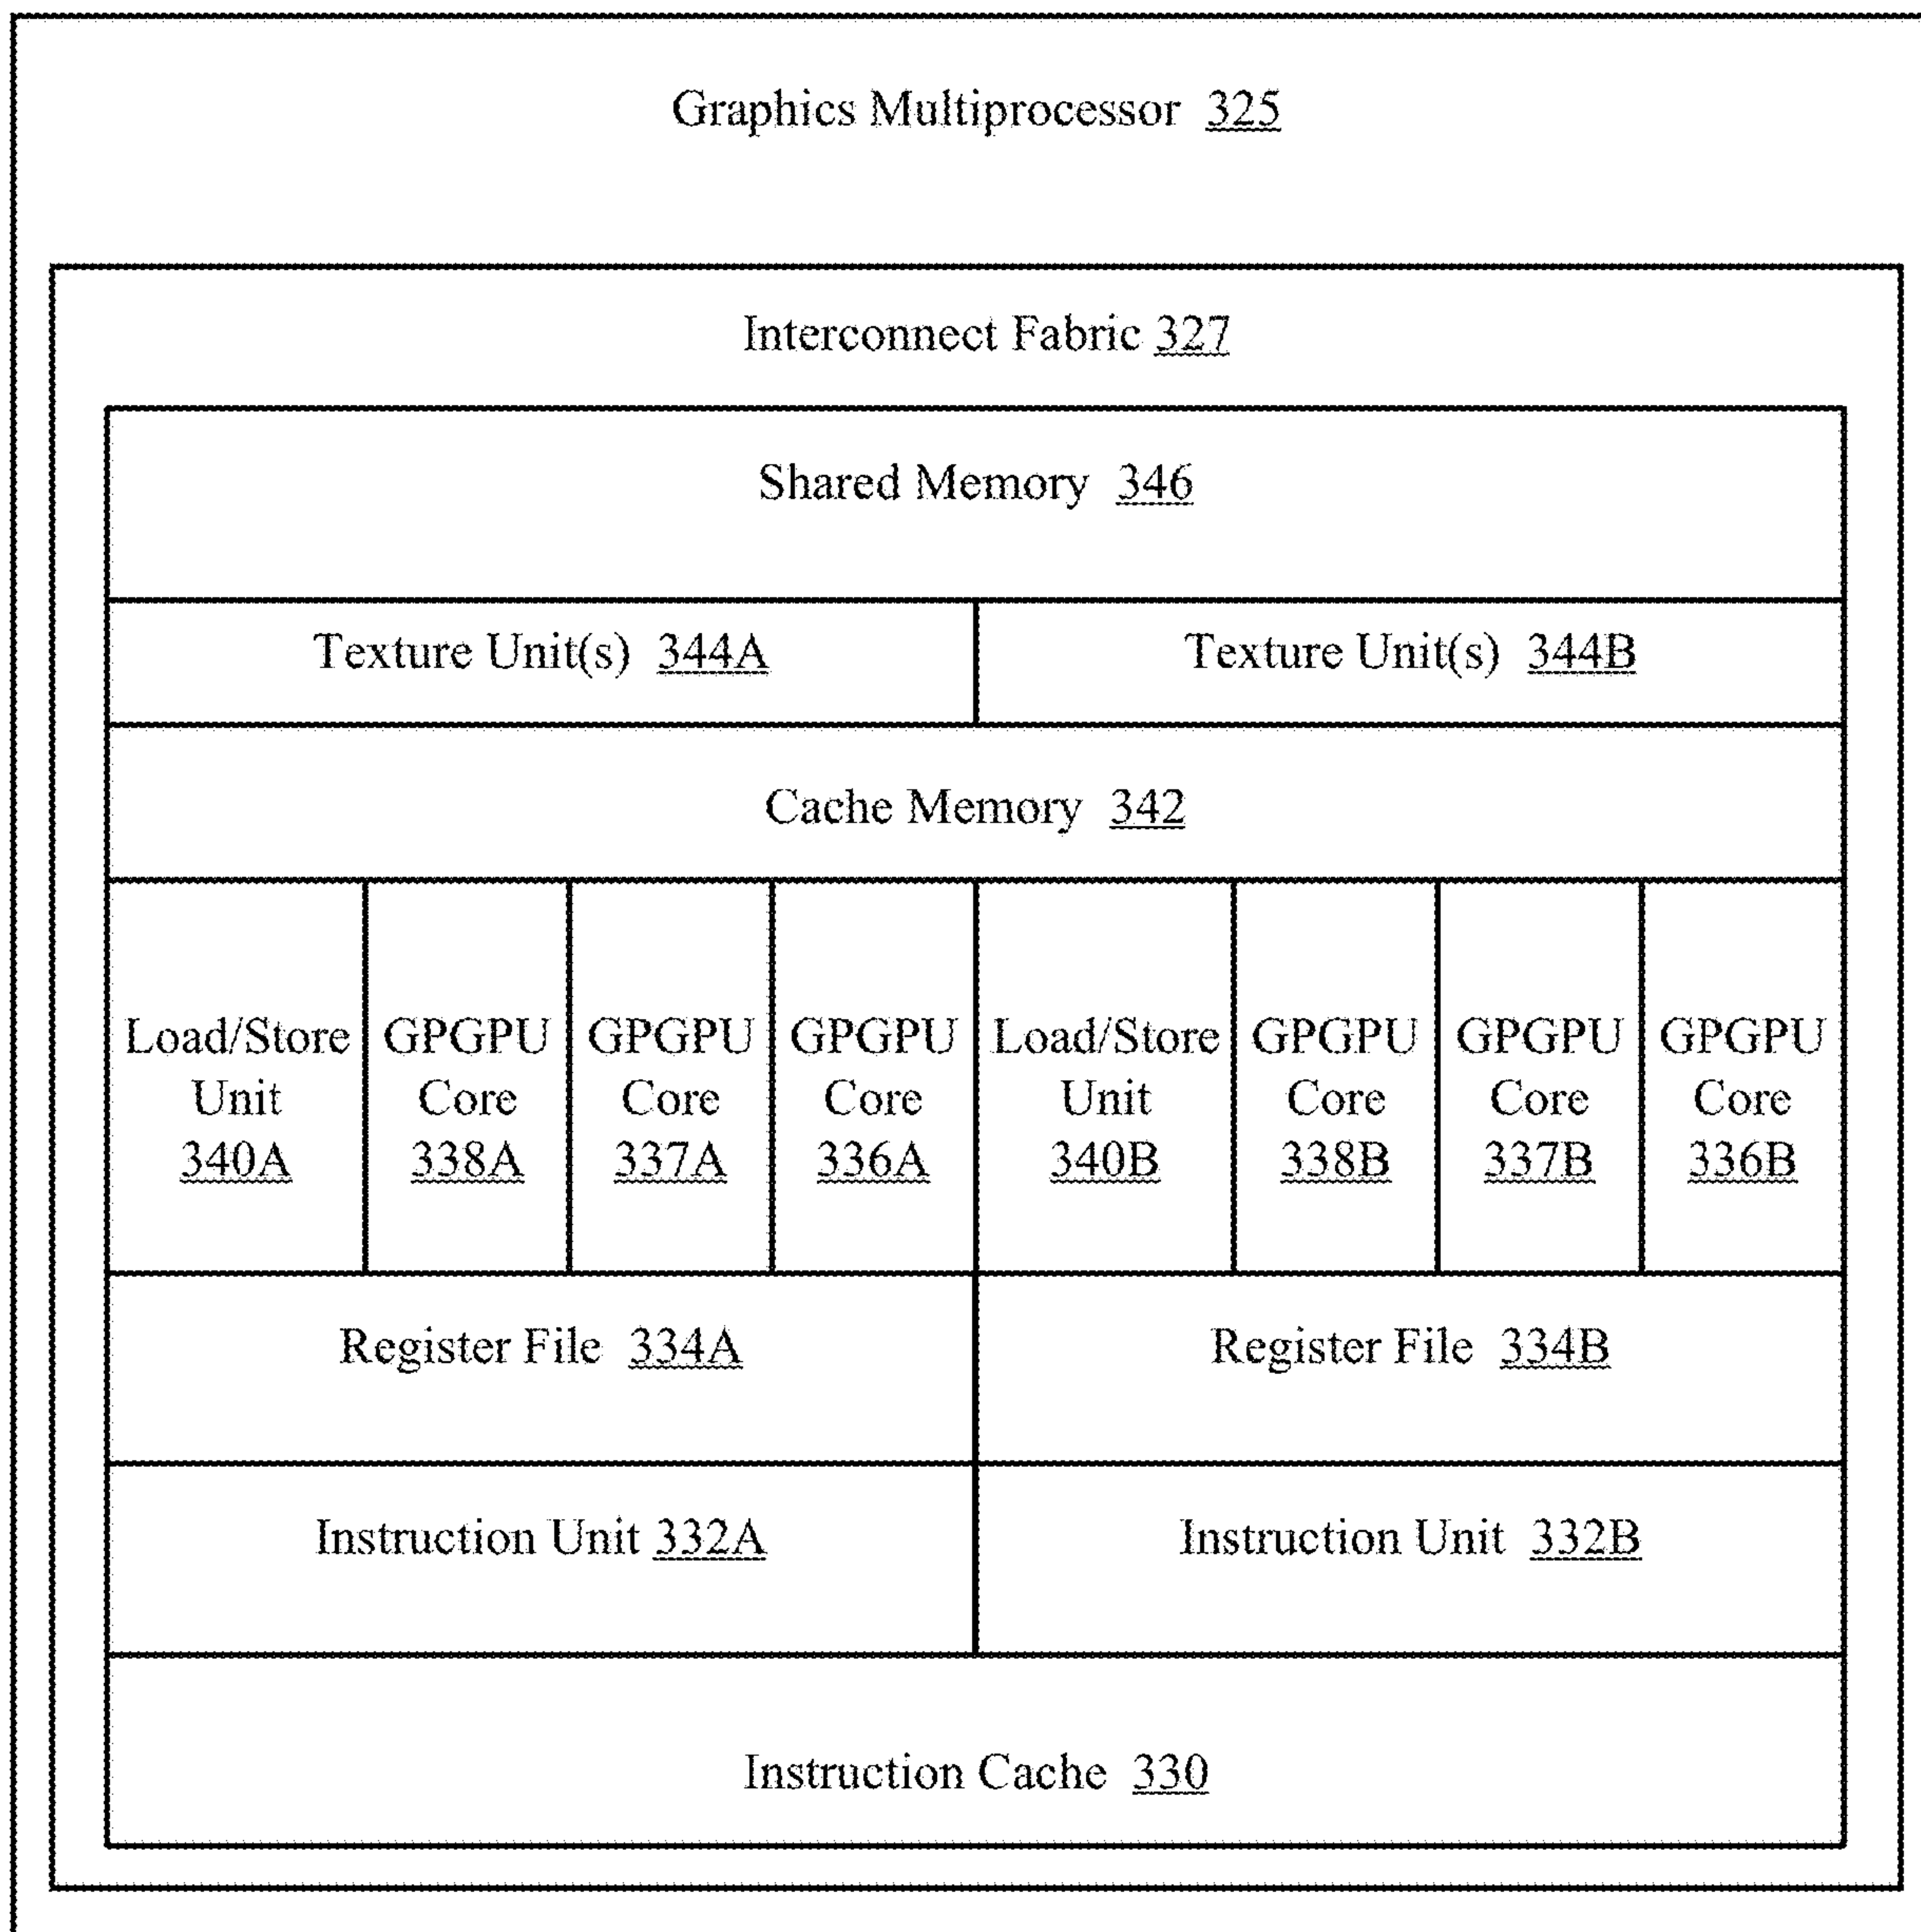 Graphics Multiprocessor 325
Interconnect Fabric 327
Shared Memory 346
Texture Unit(s) 344A
Texture Unit(s) 344B
Cache Memory 342
Load/Store
Unit
340A
GPGPU
Core
338A
GPGPU
Core
337A
GPGPU
Core
336A
Load/Store
Unit
340B
GPGPU
Core
338B
GPGPU
Core
337B
GPGPU
Core
336B
Register File 334A
Register File 334B
Instruction Unit 332A
Instruction Unit 332B
Instruction Cache 330